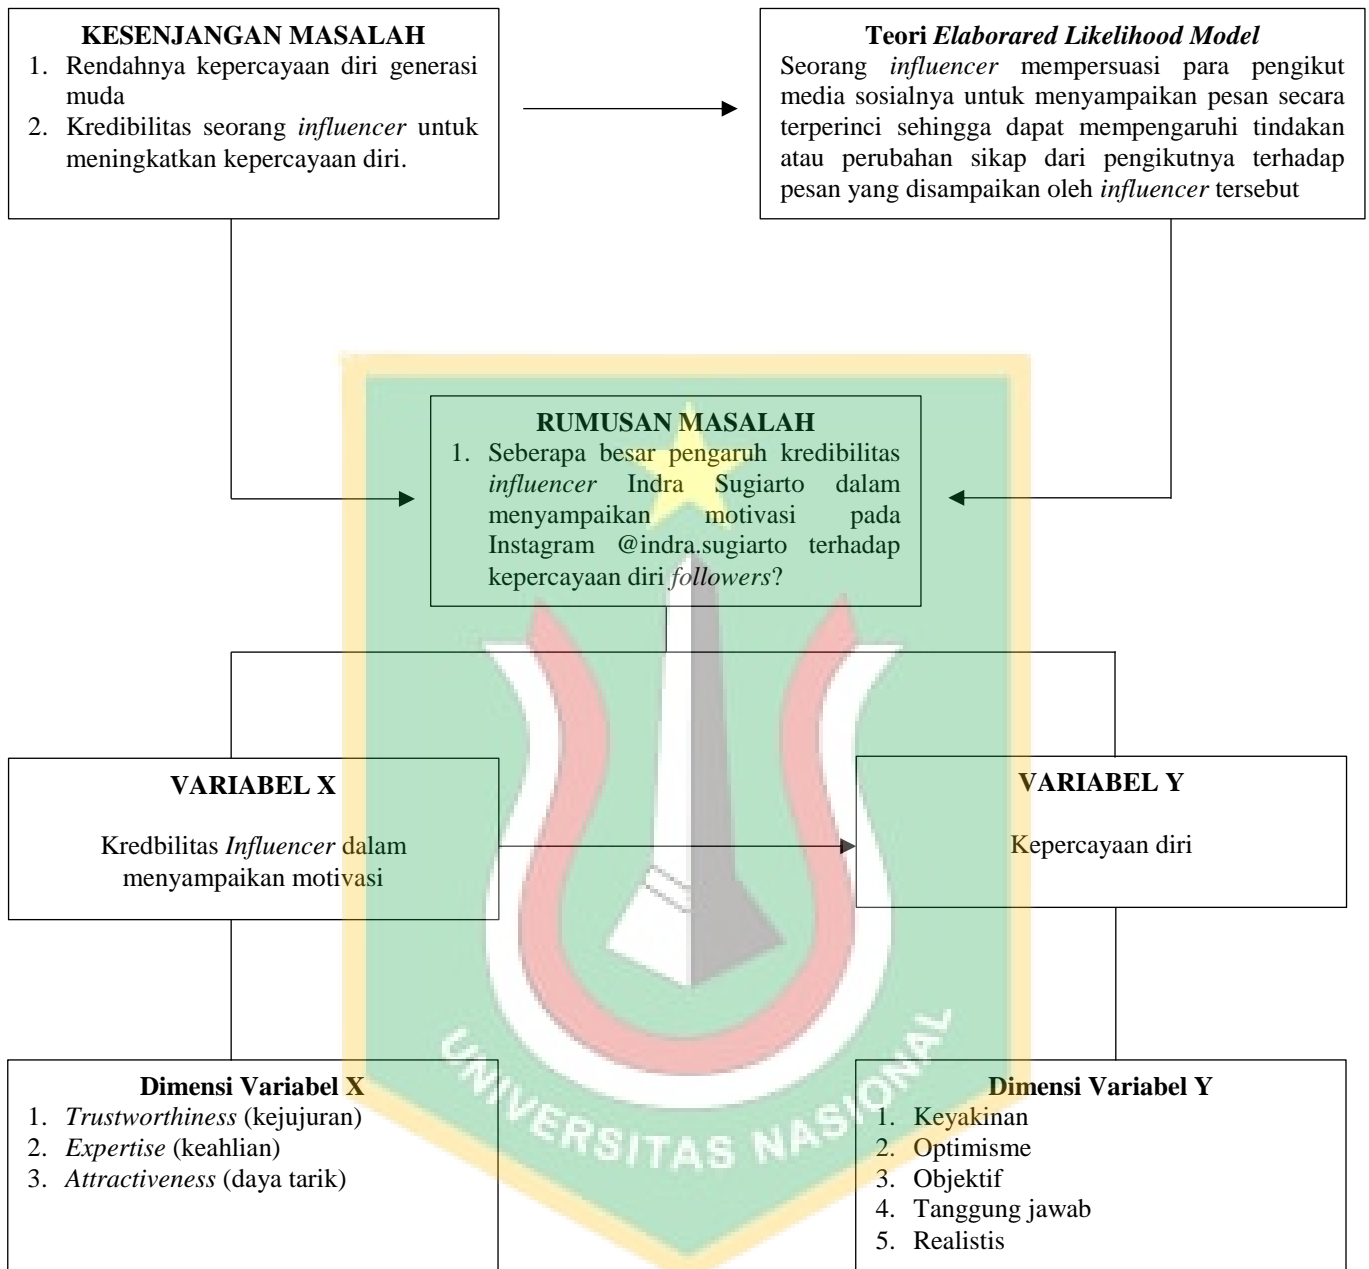 KESENJANGAN MASALAH
1. Rendahnya kepercayaan diri generasi
muda
2. Kredibilitas seorang influencer untuk
meningkatkan kepercayaan diri.
Teori Elaborared Likelihood Model
Seorang influencer mempersuasi para pengikut
media sosialnya untuk menyampaikan pesan secara
terperinci sehingga dapat mempengaruhi tindakan
atau perubahan sikap dari pengikutnya terhadap
pesan yang disampaikan oleh influencer tersebut
RUMUSAN MASALAH
1. Seberapa besar pengaruh kredibilitas
influencer Indra Sugiarto dalam
menyampaikan motivasi pada
Instagram @indra.sugiarto terhadap
kepercayaan diri followers?
VARIABEL X
Kredbilitas Influencer dalam
menyampaikan motivasi
VARIABEL Y
Kepercayaan diri
Dimensi Variabel X
1. Trustworthiness (kejujuran)
2. Expertise (keahlian)
3. Attractiveness (daya tarik)
Dimensi Variabel Y
1. Keyakinan
2. Optimisme
3. Objektif
4. Tanggung jawab
5. Realistis
UNIVERSITAS NASIONAL